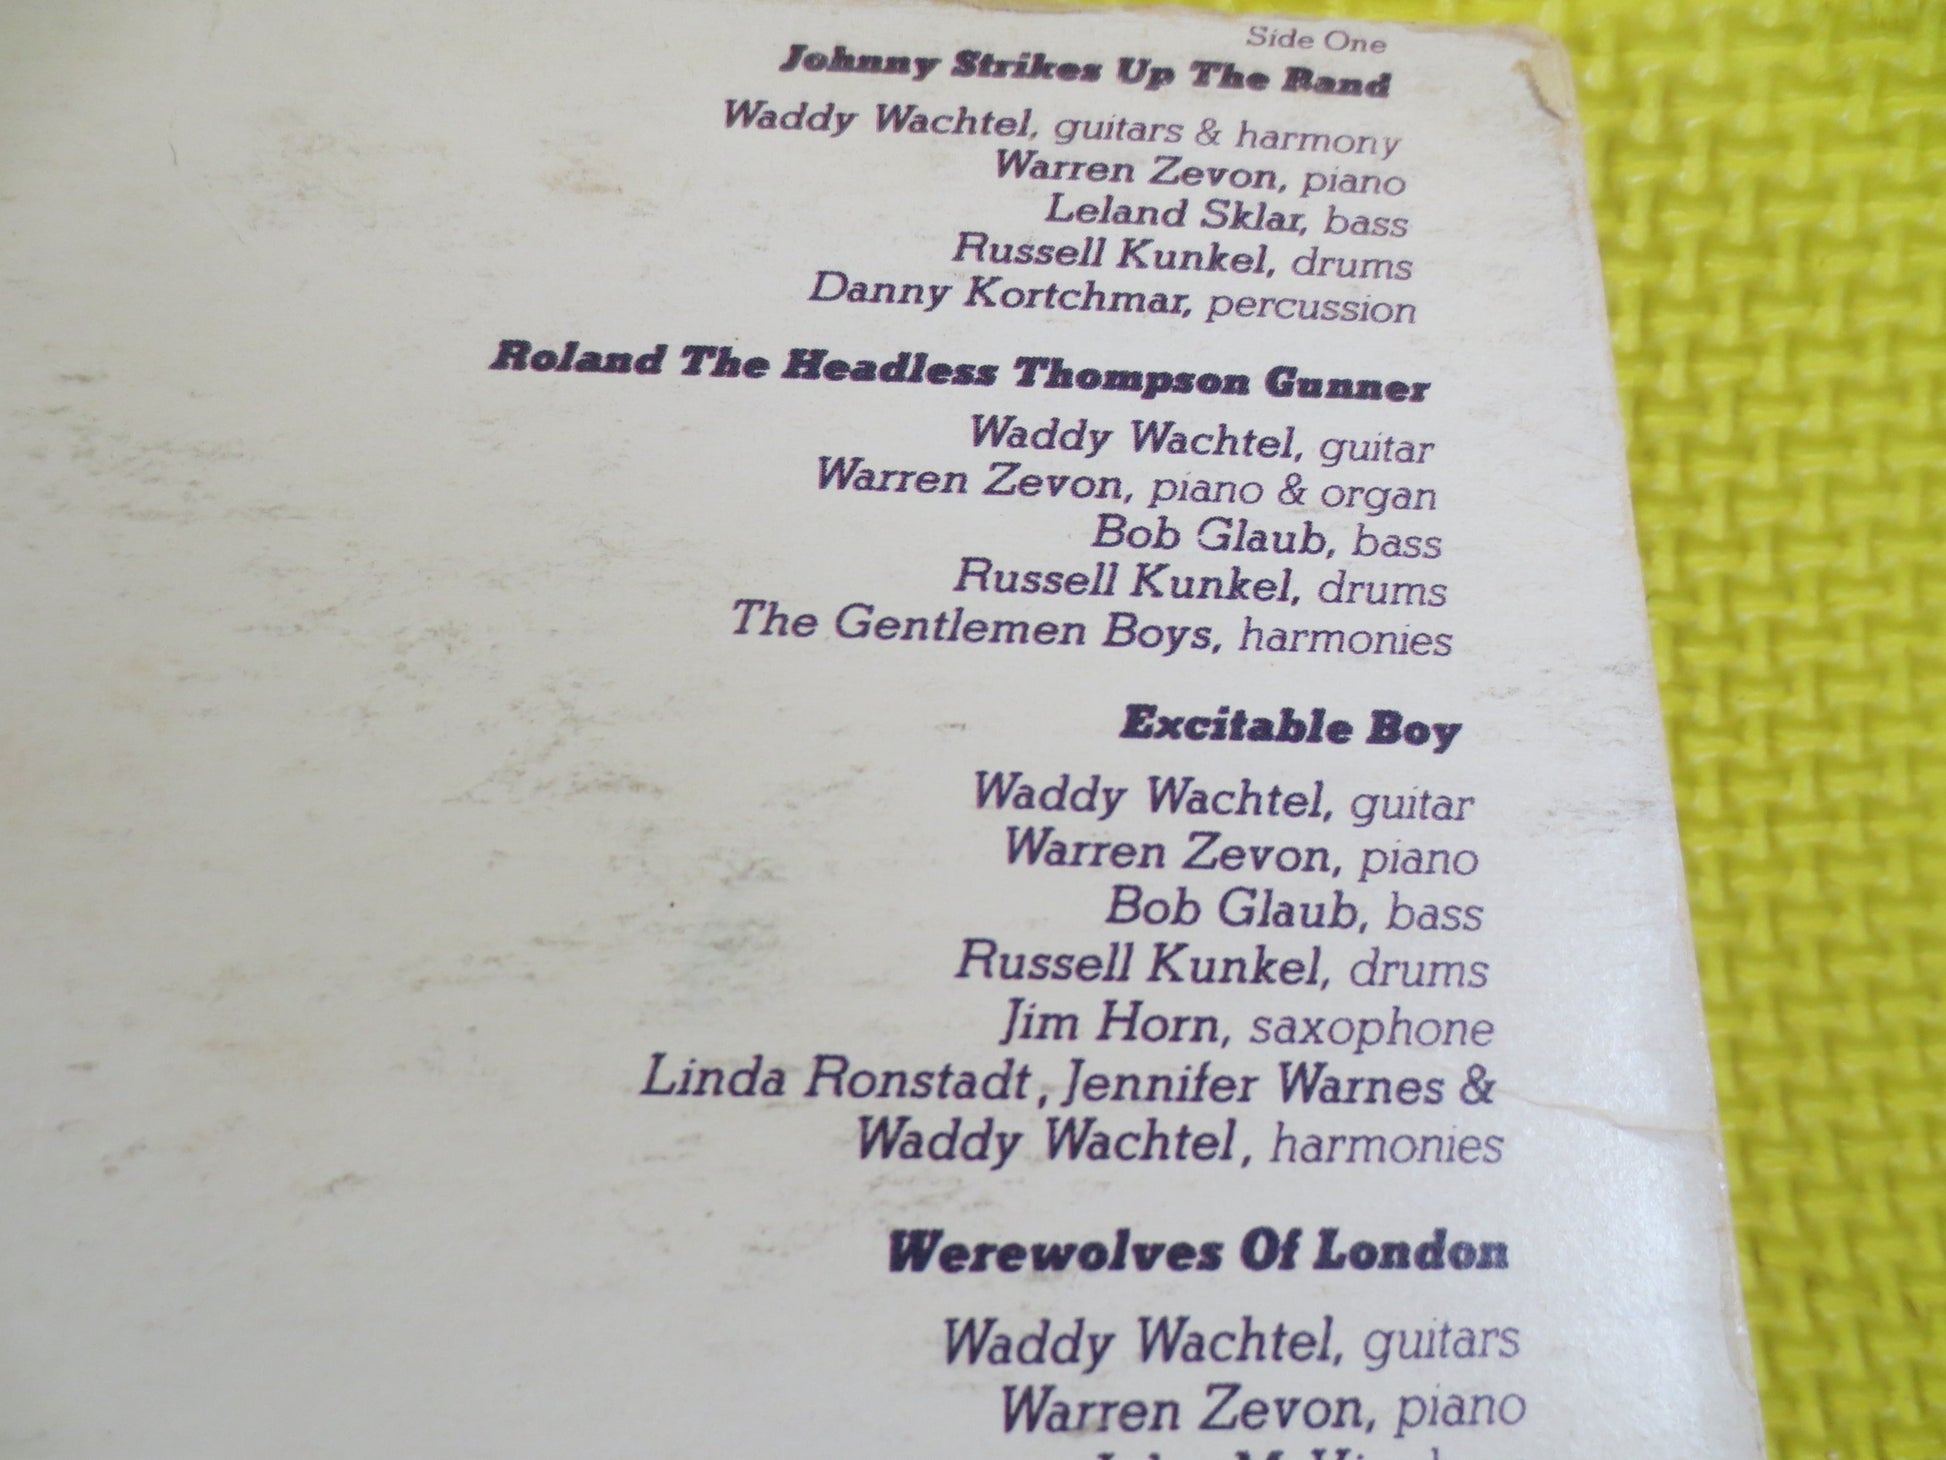 Side One
Johnny Strikes Up The Band
Waddy Wachtel, guitars & harmony
Warren Zevon, piano
Leland Sklar, bass
Russell Kunkel, drums
Danny Kortchmar, percussion
Roland The Headless Thompson Gunner
Waddy Wachtel, guitar
Warren Zevon, piano & organ
Bob Glaub, bass
Russell Kunkel, drums
The Gentlemen Boys, harmonies
Excitable Boy
Waddy Wachtel, guitar
Warren Zevon, piano
Bob Glaub, bass
Russell Kunkel, drums
Jim Horn, saxophone
Linda Ronstadt, Jennifer Warnes &
Waddy Wachtel, harmonies
Werewolves Of London
Waddy Wachtel, guitars
Warren Zevon, piano